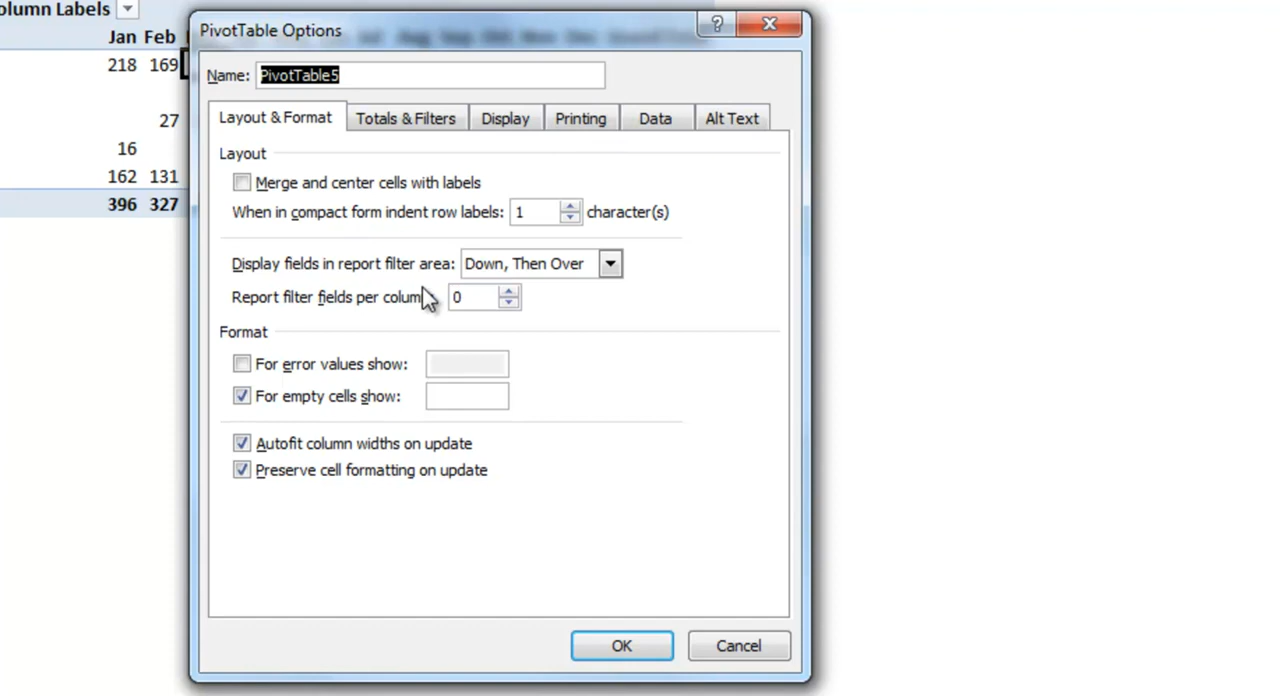 olumn Labels
PivotTable Options
Jan Feb
Name: PivotTable5
218 169
Layout & Format Totals & Filters Display Printing Data Alt Text
27
Layout
16
Merge and center cells with labels
162 131
396 327
When in compact form indent row labels: 1 character(s)
Display fields in report filter area: Down, Then Over
Report filter fields per colum 0
Format
For error values show:
For empty cells show:
Autofit column widths on update
Preserve cell formatting on update
OK Cancel